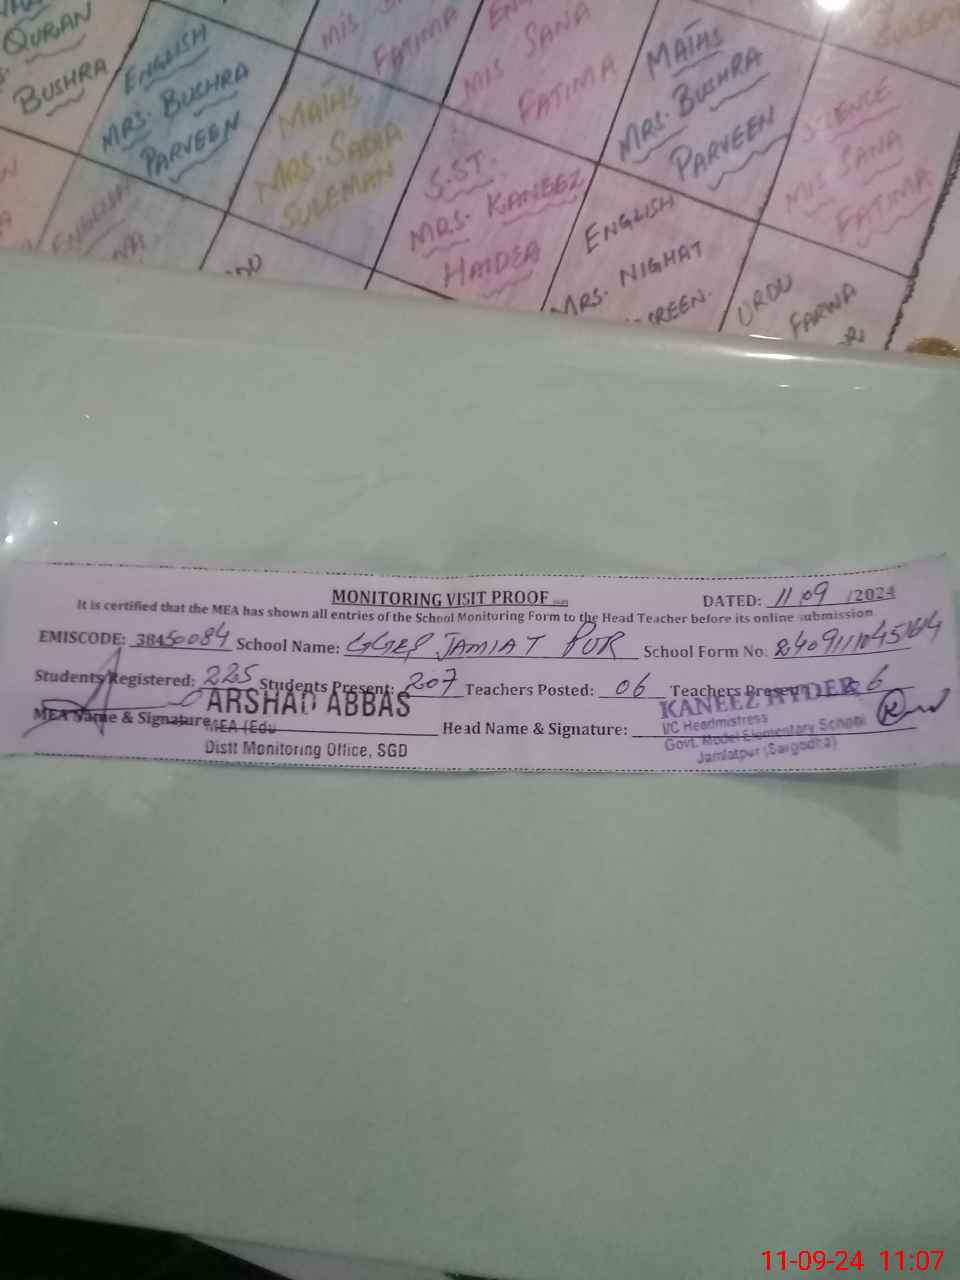 QURAN
BUSHRA
ENGLISH
MRS. BUSHRA
PARVEEN
MATHS
MRS. SADIA
SULEMAN
MIS
FATIMA
SANA
MIS
FATIMA
S.ST.
MRS. KANEEZ
HAIDER
MATHS
MRS. BUSHRA
PARVEEN
ENGLISH
MRS. NIGHAT
SCIENCE
MIS SANA
FATIMA
URDU
FARWA
ENGLISH
MONITORING VISIT PROOF
DATED: 11 09 /2024
It is certified that the MEA has shown all entries of the School Monitoring Form to the Head Teacher before its online submission.
EMISCODE: 38450084 School Name: GGES JAMIAT PUR School Form No:
Students Registered: 225 Students Present: 207 Teachers Posted: 06 Teachers Present: 6
MEA Name & Signature Head Name & Signature:
ARSHAD ABBAS
MEA (Edu
Distt Monitoring Office, SGD
KANEEZ HYDER
I/C Headmistress
Govt. Model Elementary School
Jamiatpur (Sargodha)
11-09-24 11:07